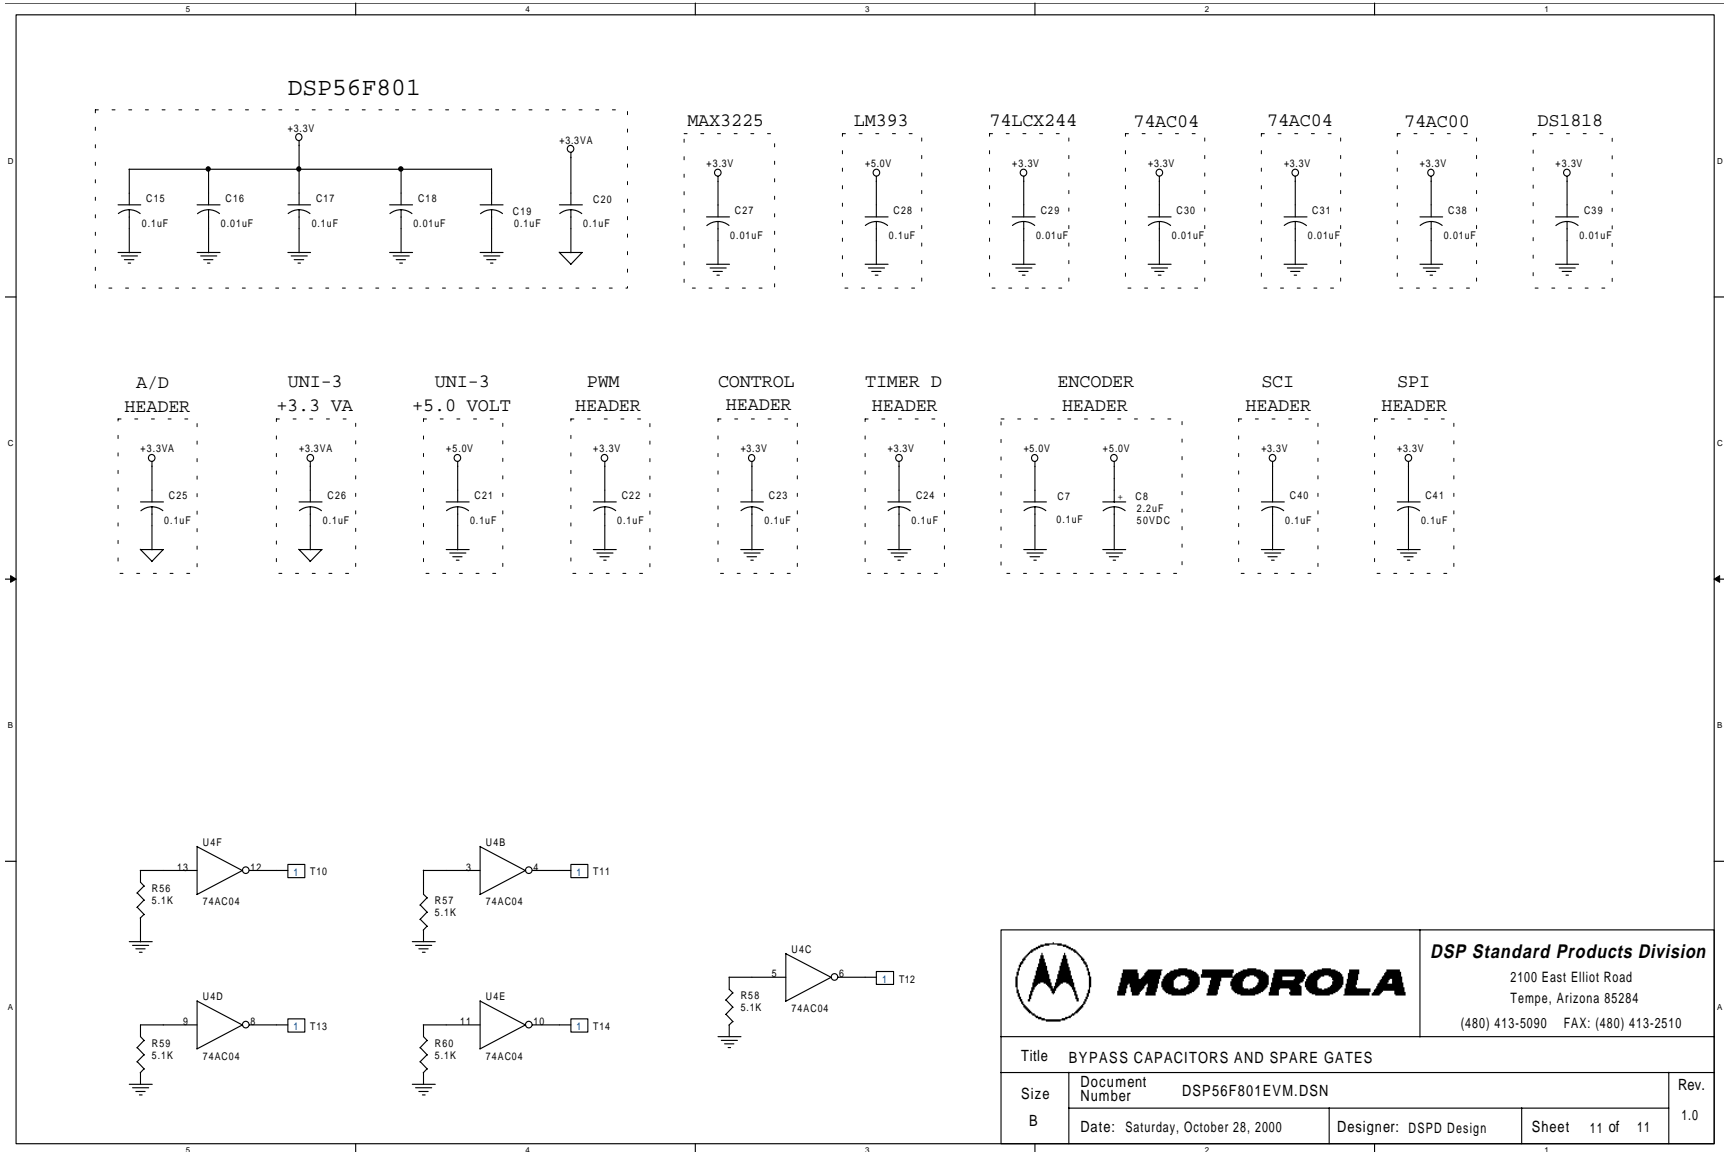 5 4 3 2 1
D D
C C
B B
A A
DSP56F801
+3.3V
+3.3VA
C15
0.1uF
C16
0.01uF
C17
0.1uF
C18
0.01uF
C19
0.1uF
C20
0.1uF
MAX3225
+3.3V
C27
0.01uF
LM393
+5.0V
C28
0.1uF
74LCX244
+3.3V
C29
0.01uF
74AC04
+3.3V
C30
0.01uF
74AC04
+3.3V
C31
0.01uF
74AC00
+3.3V
C38
0.01uF
DS1818
+3.3V
C39
0.01uF
A/D
HEADER
+3.3VA
C25
0.1uF
UNI-3
+3.3 VA
+3.3VA
C26
0.1uF
UNI-3
+5.0 VOLT
+5.0V
C21
0.1uF
PWM
HEADER
+3.3V
C22
0.1uF
CONTROL
HEADER
+3.3V
C23
0.1uF
TIMER D
HEADER
+3.3V
C24
0.1uF
ENCODER
HEADER
+5.0V
C7
0.1uF
+5.0V
+
C8
2.2uF
50VDC
SCI
HEADER
+3.3V
C40
0.1uF
SPI
HEADER
+3.3V
C41
0.1uF
U4F
13 12
1 T10
R56
5.1K
74AC04
U4B
3 4
1 T11
R57
5.1K
74AC04
U4C
5 6
1 T12
R58
5.1K
74AC04
U4D
9 8
1 T13
R59
5.1K
74AC04
U4E
11 10
1 T14
R60
5.1K
74AC04
MOTOROLA
DSP Standard Products Division
2100 East Elliot Road
Tempe, Arizona 85284
(480) 413-5090 FAX: (480) 413-2510
Title BYPASS CAPACITORS AND SPARE GATES
Size
B
Document
Number
DSP56F801EVM.DSN
Rev.
1.0
Date: Saturday, October 28, 2000
Designer: DSPD Design
Sheet 11 of 11
5 4 3 2 1